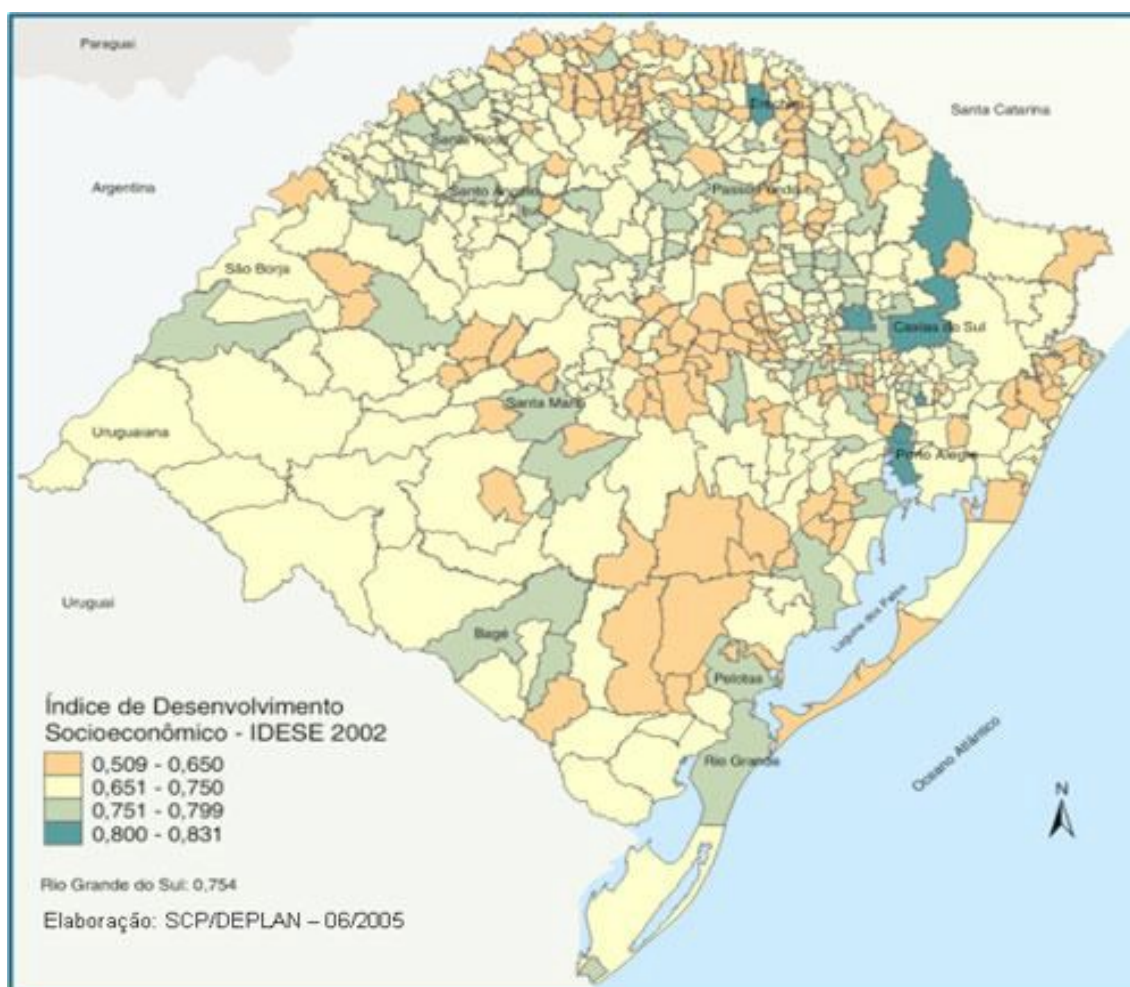 Paraguai
Santa Catarina
Erechim
Santa Rosa
Argentina
Santo Ângelo
Passo Fundo
São Borja
Caxias do Sul
Santa Maria
Uruguaiana
Porto Alegre
Uruguai
Laguna dos Patos
Bagé
Pelotas
Índice de Desenvolvimento
Socioeconômico - IDESE 2002
0,509 - 0,650
0,651 - 0,750
0,751 - 0,799
0,800 - 0,831
Rio Grande
Oceano Atlântico
N
Rio Grande do Sul: 0,754
Elaboração: SCP/DEPLAN – 06/2005